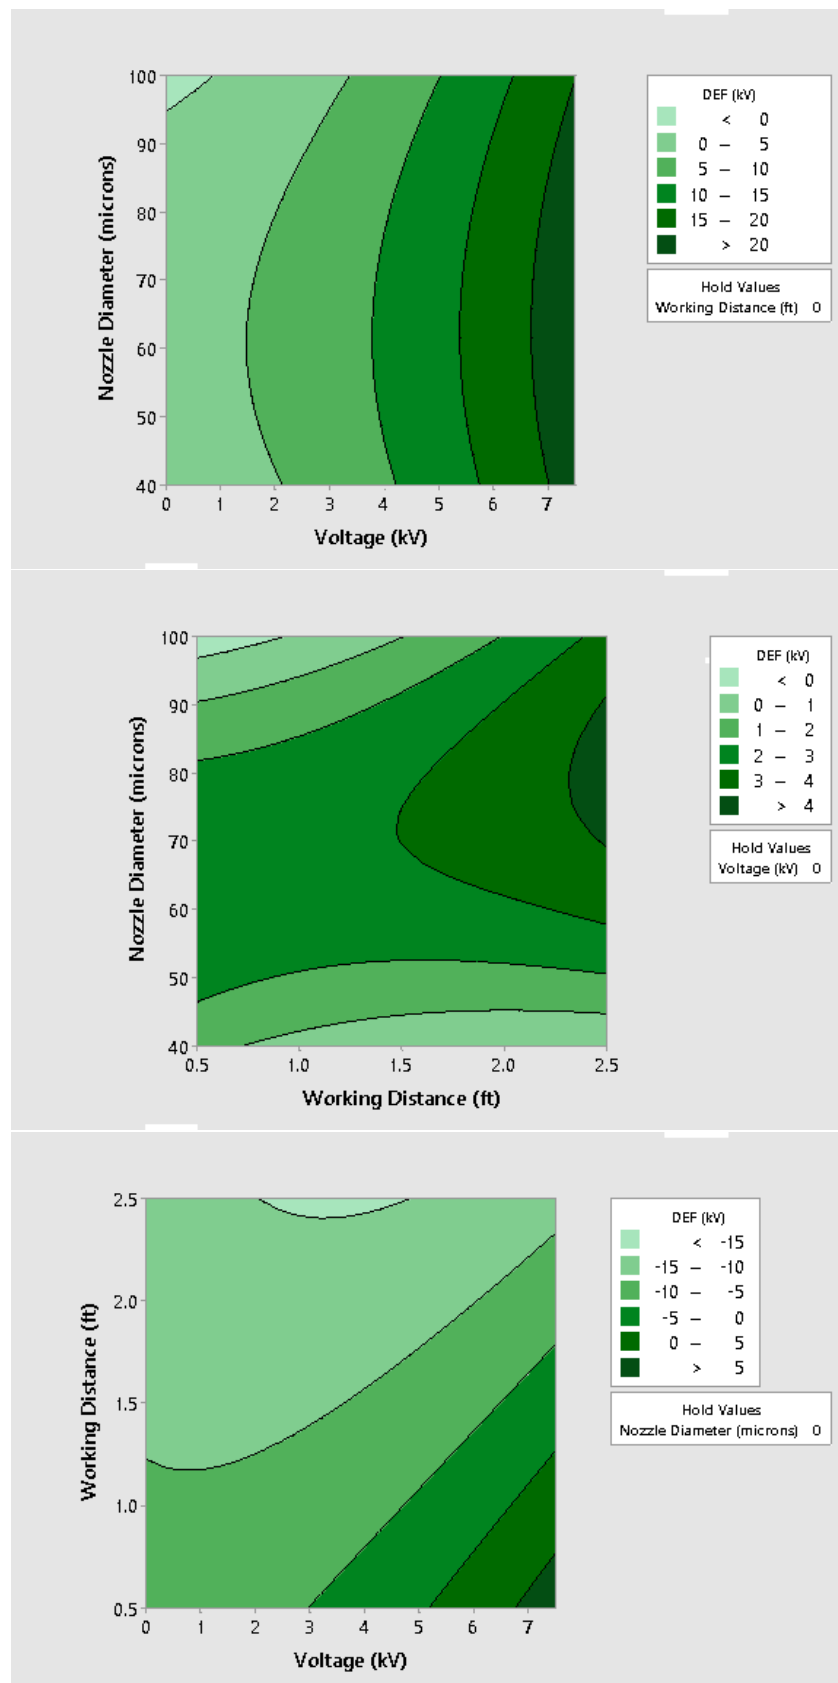 DEF (kV)
< 0
0 – 5
5 – 10
10 – 15
15 – 20
> 20
Hold Values
Working Distance (ft) 0
Nozzle Diameter (microns)
100
90
80
70
60
50
40
0 1 2 3 4 5 6 7
Voltage (kV)
DEF (kV)
< 0
0 – 1
1 – 2
2 – 3
3 – 4
> 4
Hold Values
Voltage (kV) 0
Nozzle Diameter (microns)
100
90
80
70
60
50
40
0.5 1.0 1.5 2.0 2.5
Working Distance (ft)
DEF (kV)
< -15
-15 – -10
-10 – -5
-5 – 0
0 – 5
> 5
Hold Values
Nozzle Diameter (microns) 0
Working Distance (ft)
2.5
2.0
1.5
1.0
0.5
0 1 2 3 4 5 6 7
Voltage (kV)